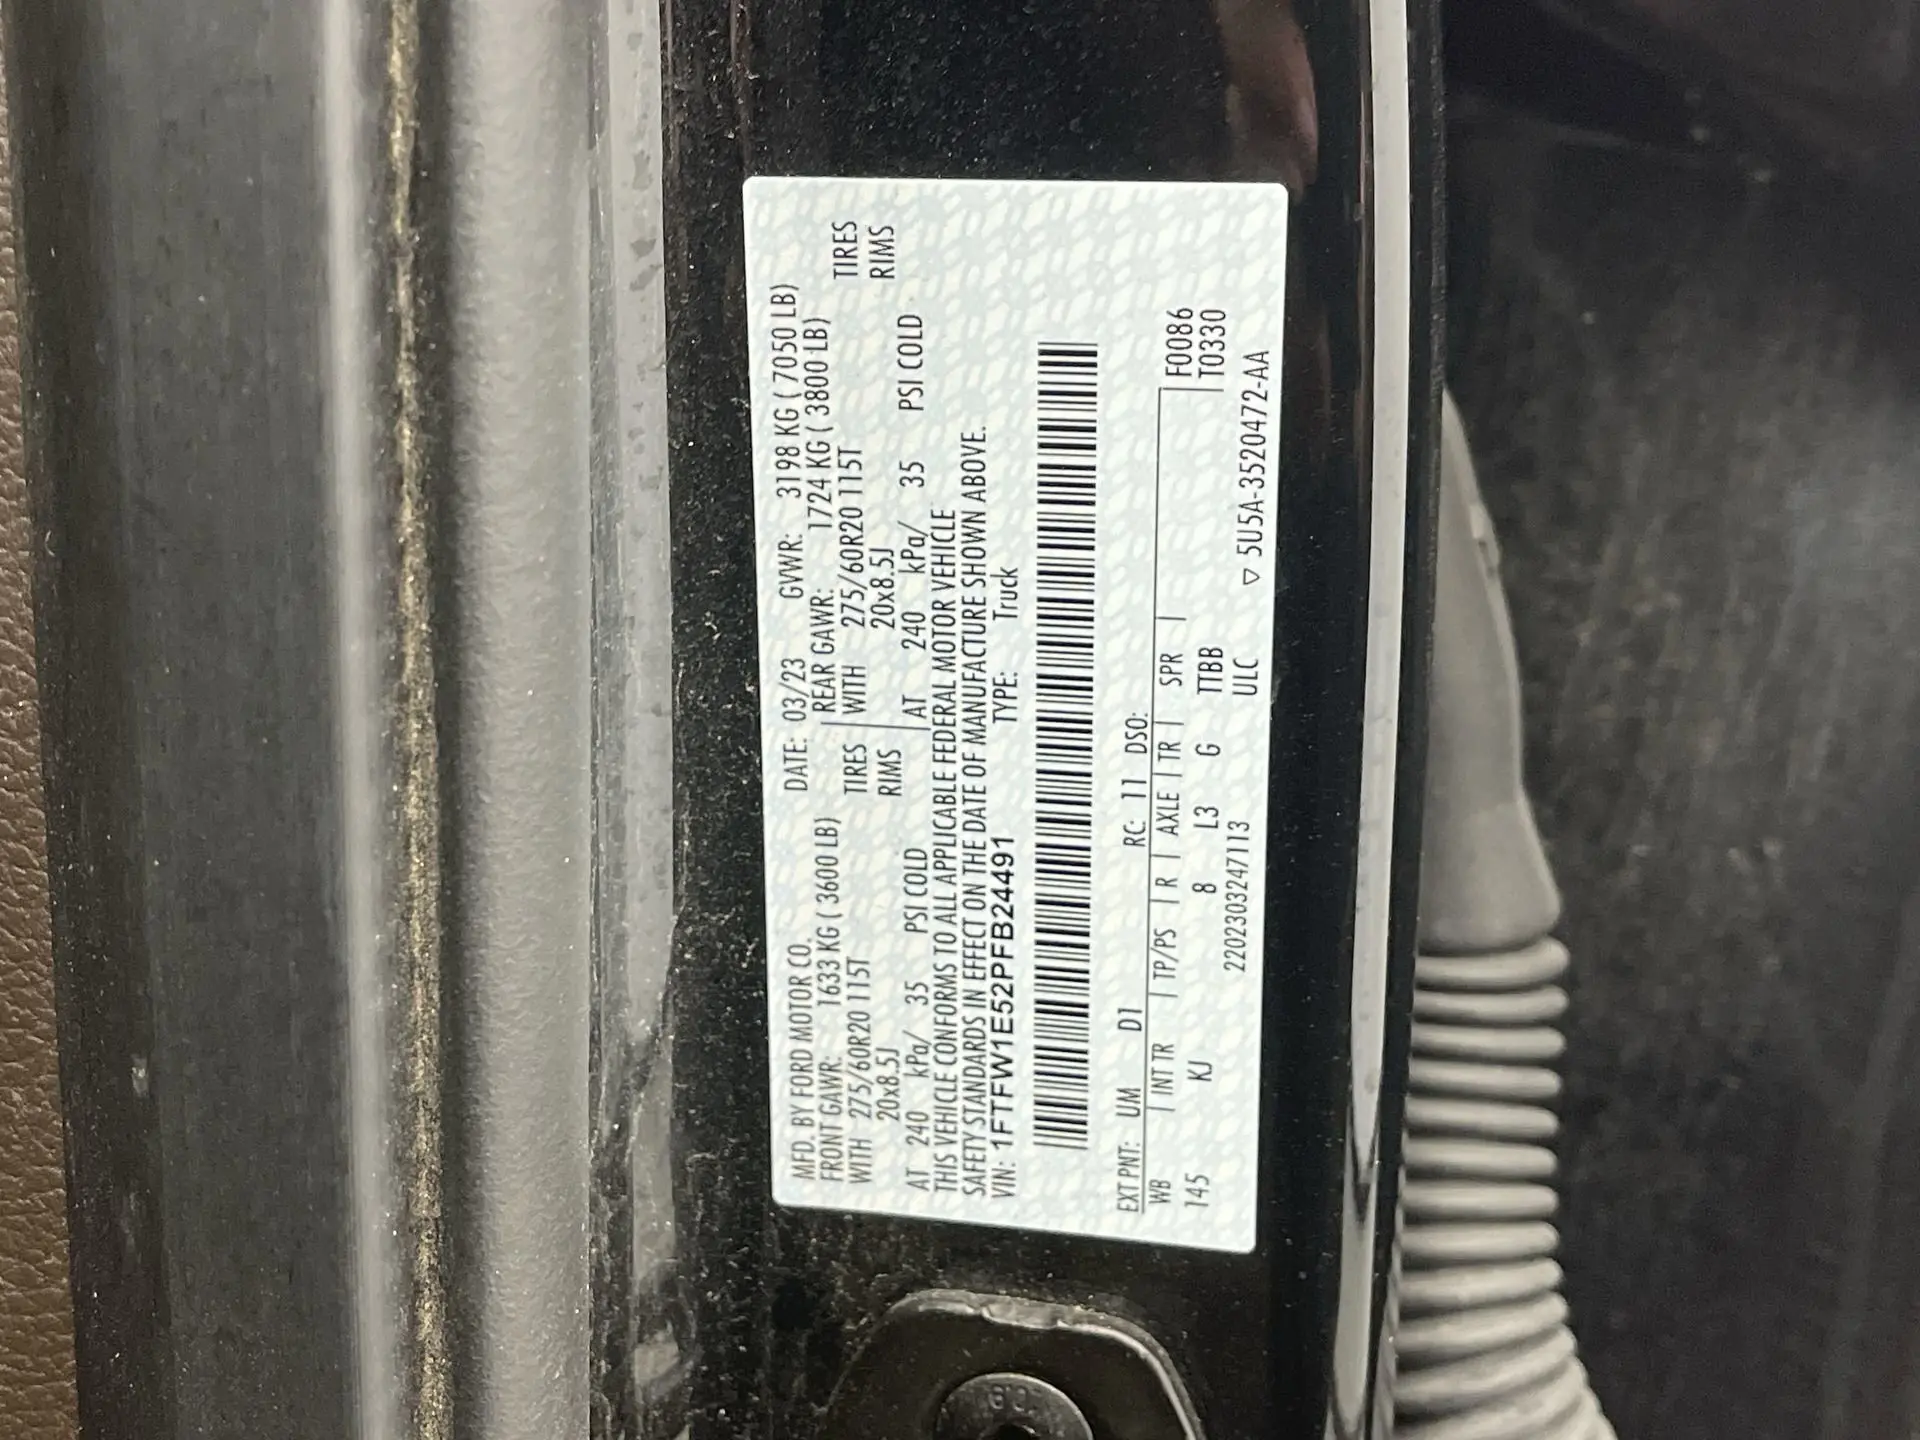 MFD. BY FORD MOTOR CO. DATE: 03/23 GVWR: 3198 KG ( 7050 LB)
FRONT GAWR: 1633 KG ( 3600 LB) REAR GAWR: 1724 KG ( 3800 LB)
WITH 275/60R20 115T TIRES WITH 275/60R20 115T TIRES
20x8.5J RIMS 20x8.5J RIMS
AT 240 kPa/ 35 PSI COLD AT 240 kPa/ 35 PSI COLD
THIS VEHICLE CONFORMS TO ALL APPLICABLE FEDERAL MOTOR VEHICLE
SAFETY STANDARDS IN EFFECT ON THE DATE OF MANUFACTURE SHOWN ABOVE.
VIN: 1FTFW1E52PFB24491 TYPE: Truck
EXT PNT: UM D1 RC: 11 DSO:
WB | INT TR | TP/PS | R | AXLE | TR | SPR | F0086
145 KJ 8 L3 G TTBB T0330
2202303247113 ULC ▽ 5U5A-3520472-AA